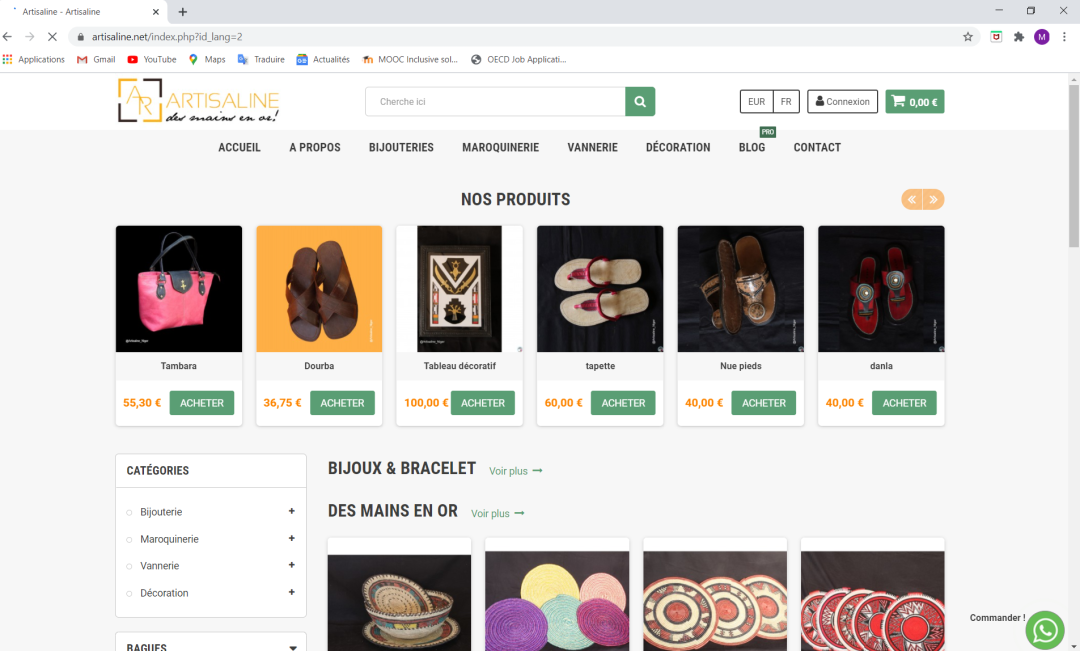 Artisaline - Artisaline
artisaline.net/index.php?id_lang=2
M
Applications Gmail YouTube Maps Traduire Actualités MOOC Inclusive sol... OECD Job Applicati...
AR ARTISALINE
des mains en or!
Cherche ici
EUR FR
Connexion
0,00 €
PRO
ACCUEIL A PROPOS BIJOUTERIES MAROQUINERIE VANNERIE DÉCORATION BLOG CONTACT
NOS PRODUITS
Tambara Dourba Tableau décoratif tapette Nue pieds danla
55,30 € ACHETER 36,75 € ACHETER 100,00 € ACHETER 60,00 € ACHETER 40,00 € ACHETER 40,00 € ACHETER
CATÉGORIES
Bijouterie +
Maroquinerie +
Vannerie +
Décoration +
BAGUES
BIJOUX & BRACELET Voir plus
DES MAINS EN OR Voir plus
Commander !